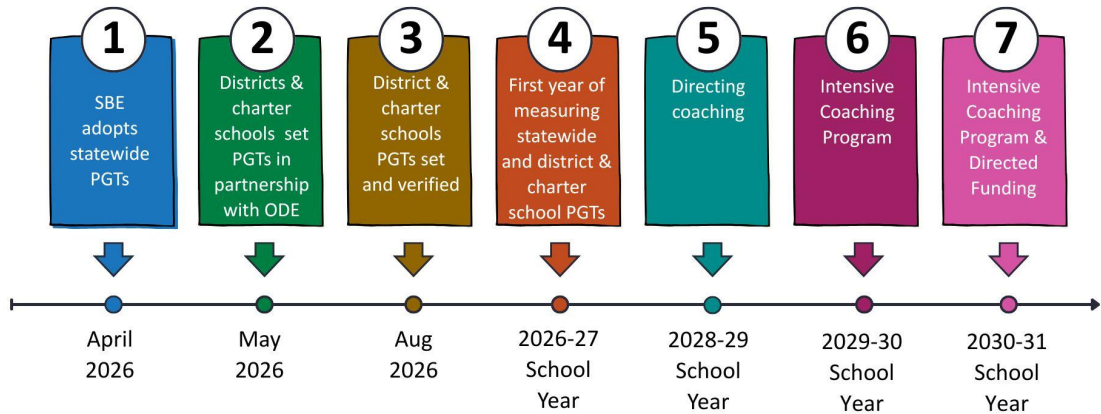 1
SBE
adopts
statewide
PGTs
2
Districts &
charter
schools set
PGTs in
partnership
with ODE
3
District &
charter
schools
PGTs set
and verified
4
First year of
measuring
statewide
and district &
charter
school PGTs
5
Directing
coaching
6
Intensive
Coaching
Program
7
Intensive
Coaching
Program &
Directed
Funding
April
2026
May
2026
Aug
2026
2026-27
School
Year
2028-29
School
Year
2029-30
School
Year
2030-31
School
Year